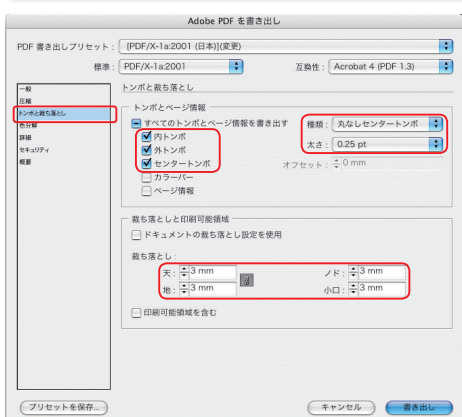 Adobe PDF を書き出し
PDF 書き出しプリセット： [PDF/X-1a:2001 (日本)](変更)
標準： PDF/X-1a:2001 互換性： Acrobat 4 (PDF 1.3)
一般
圧縮
トンボと裁ち落とし
色分解
詳細
セキュリティ
概要
トンボと裁ち落とし
トンボとページ情報
すべてのトンボとページ情報を書き出す
内トンボ
外トンボ
センタートンボ
カラーバー
ページ情報
種類： 丸なしセンタートンボ
太さ： 0.25 pt
オフセット： 0 mm
裁ち落としと印刷可能領域
ドキュメントの裁ち落とし設定を使用
裁ち落とし：
天： 3 mm ノド： 3 mm
地： 3 mm 小口： 3 mm
印刷可能領域を含む
プリセットを保存... キャンセル 書き出し